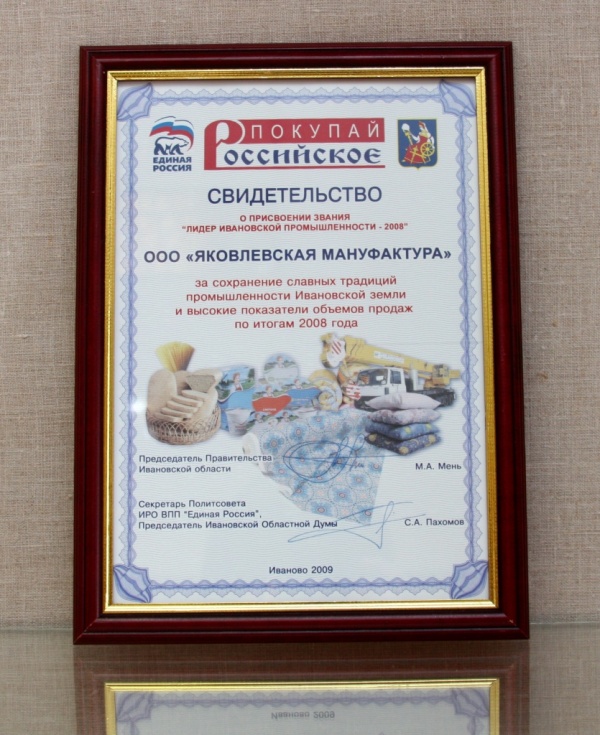 ЕДИНАЯ
РОССИЯ
ПОКУПАЙ
РОССИЙСКОЕ
СВИДЕТЕЛЬСТВО
О ПРИСВОЕНИИ ЗВАНИЯ
"ЛИДЕР ИВАНОВСКОЙ ПРОМЫШЛЕННОСТИ - 2008"
ООО «ЯКОВЛЕВСКАЯ МАНУФАКТУРА»
за сохранение славных традиций
промышленности Ивановской земли
и высокие показатели объемов продаж
по итогам 2008 года
Председатель Правительства
Ивановской области
М.А. Мень
Секретарь Политсовета
ИРО ВПП "Единая Россия",
Председатель Ивановской Областной Думы
С.А. Пахомов
Иваново 2009